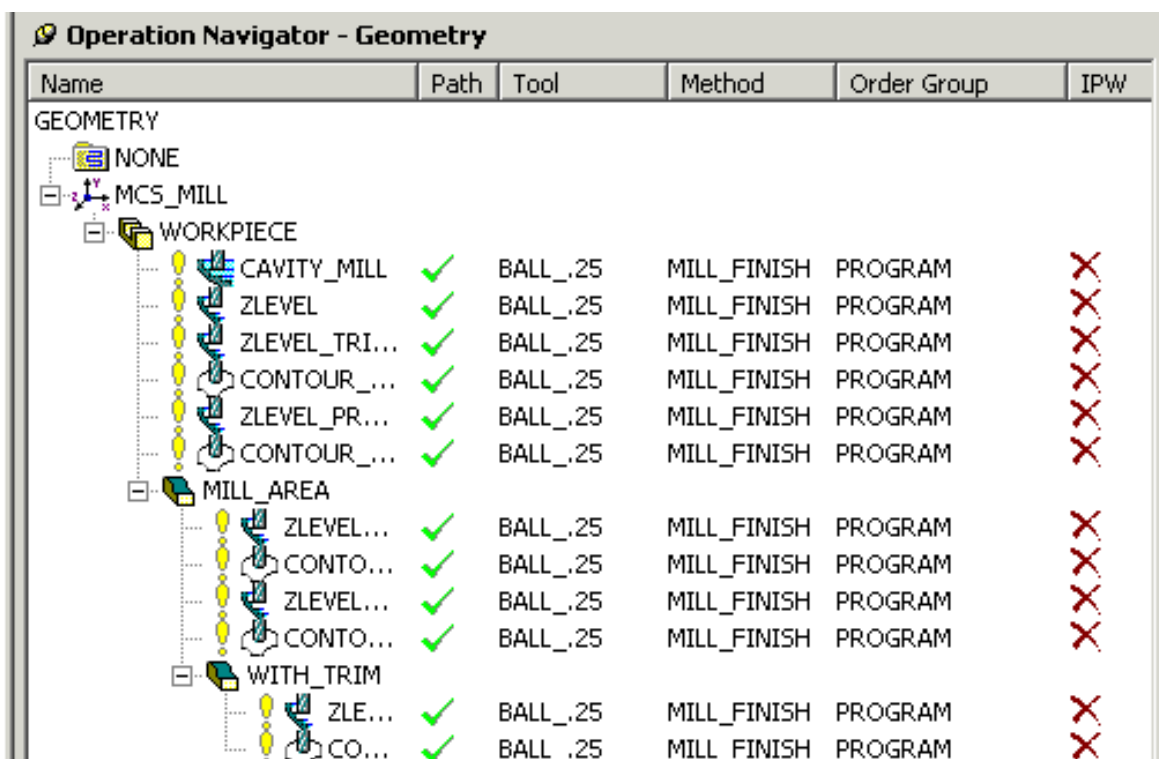 Operation Navigator - Geometry
Name Path Tool Method Order Group IPW
GEOMETRY
NONE
MCS_MILL
WORKPIECE
CAVITY_MILL BALL_.25 MILL_FINISH PROGRAM
ZLEVEL BALL_.25 MILL_FINISH PROGRAM
ZLEVEL_TRI... BALL_.25 MILL_FINISH PROGRAM
CONTOUR_... BALL_.25 MILL_FINISH PROGRAM
ZLEVEL_PR... BALL_.25 MILL_FINISH PROGRAM
CONTOUR_... BALL_.25 MILL_FINISH PROGRAM
MILL_AREA
ZLEVEL... BALL_.25 MILL_FINISH PROGRAM
CONTO... BALL_.25 MILL_FINISH PROGRAM
ZLEVEL... BALL_.25 MILL_FINISH PROGRAM
CONTO... BALL_.25 MILL_FINISH PROGRAM
WITH_TRIM
ZLE... BALL_.25 MILL_FINISH PROGRAM
CO... BALL_.25 MILL_FINISH PROGRAM